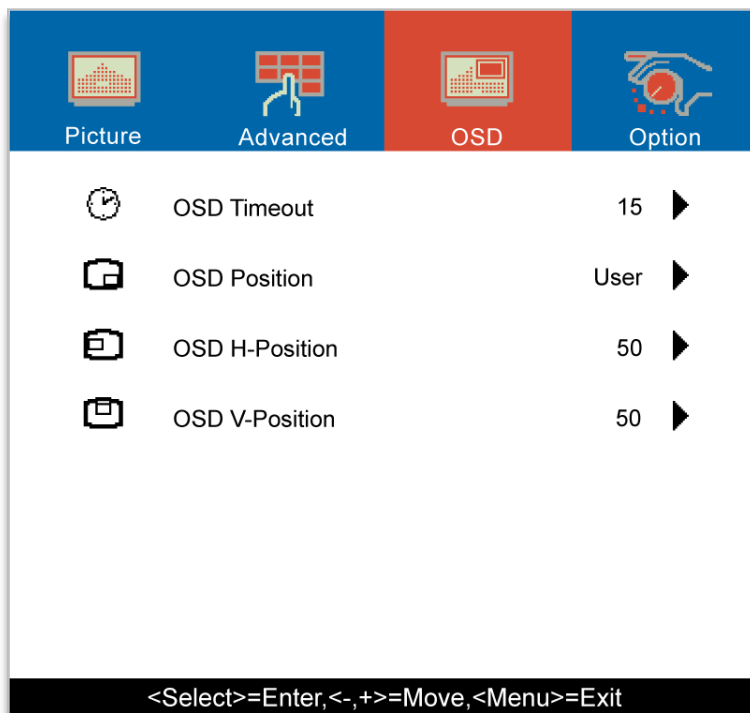 Picture Advanced OSD Option
OSD Timeout 15
OSD Position User
OSD H-Position 50
OSD V-Position 50
<Select>=Enter,<-,+>=Move,<Menu>=Exit